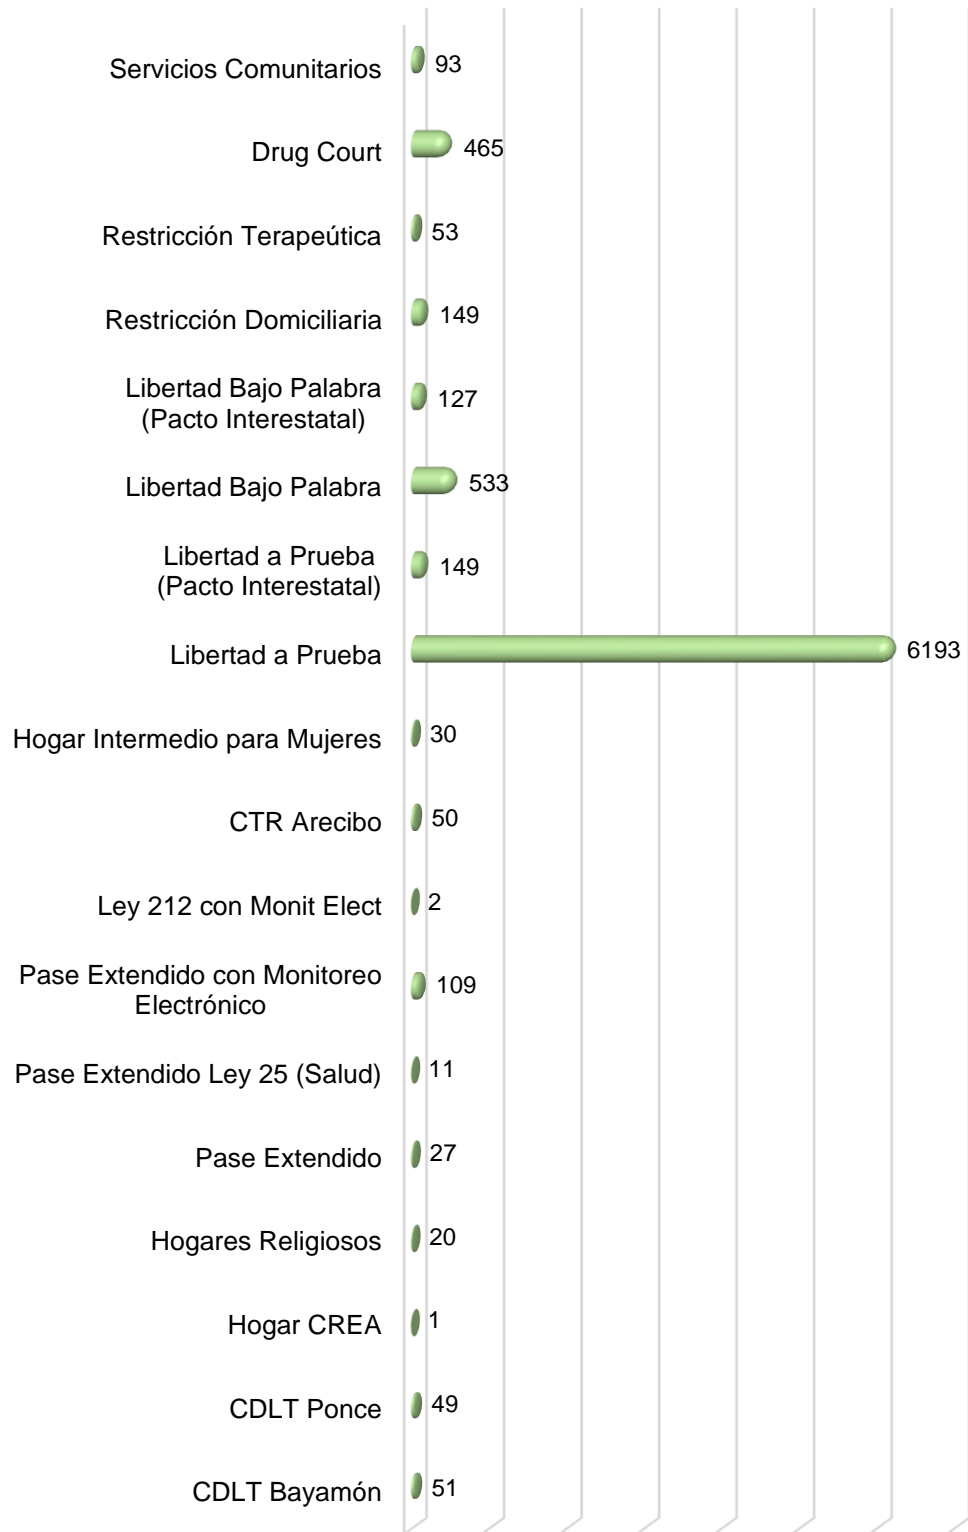 Servicios Comunitarios 93
Drug Court 465
Restricción Terapeútica 53
Restricción Domiciliaria 149
Libertad Bajo Palabra
(Pacto Interestatal) 127
Libertad Bajo Palabra 533
Libertad a Prueba
(Pacto Interestatal) 149
Libertad a Prueba 6193
Hogar Intermedio para Mujeres 30
CTR Arecibo 50
Ley 212 con Monit Elect 2
Pase Extendido con Monitoreo
Electrónico 109
Pase Extendido Ley 25 (Salud) 11
Pase Extendido 27
Hogares Religiosos 20
Hogar CREA 1
CDLT Ponce 49
CDLT Bayamón 51